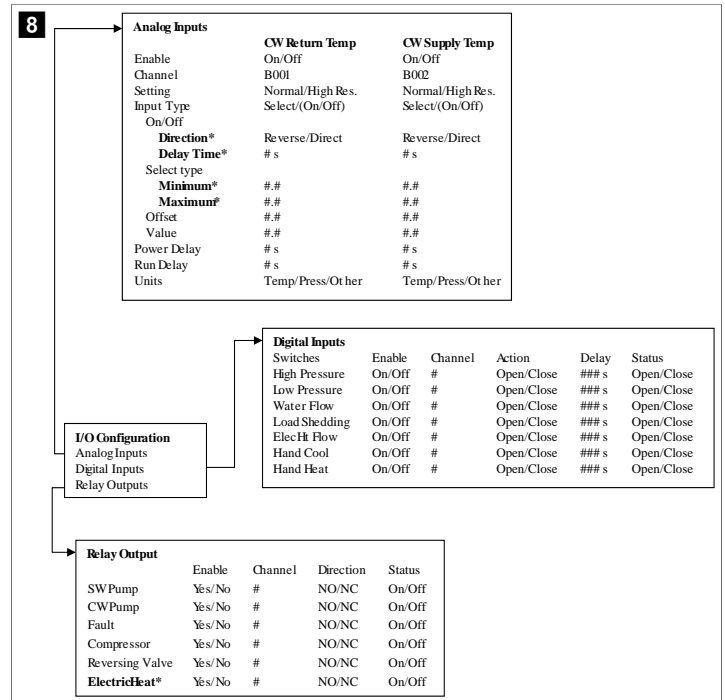 8
Analog Inputs
CW Return Temp CW Supply Temp
Enable On/Off On/Off
Channel B001 B002
Setting Normal/High Res. Normal/High Res.
Input Type Select/(On/Off) Select/(On/Off)
On/Off
Direction* Reverse/Direct Reverse/Direct
Delay Time* # s # s
Select type
Minimum* #.# #.#
Maximum* #.# #.#
Offset #.# #.#
Value #.# #.#
Power Delay # s # s
Run Delay # s # s
Units Temp/Press/Other Temp/Press/Other
Digital Inputs
Switches Enable Channel Action Delay Status
High Pressure On/Off # Open/Close ### s Open/Close
Low Pressure On/Off # Open/Close ### s Open/Close
Water Flow On/Off # Open/Close ### s Open/Close
Load Shedding On/Off # Open/Close ### s Open/Close
ElecHt Flow On/Off # Open/Close ### s Open/Close
Hand Cool On/Off # Open/Close ### s Open/Close
Hand Heat On/Off # Open/Close ### s Open/Close
I/O Configuration
Analog Inputs
Digital Inputs
Relay Outputs
Relay Output
Enable Channel Direction Status
SW Pump Yes/No # NO/NC On/Off
CW Pump Yes/No # NO/NC On/Off
Fault Yes/No # NO/NC On/Off
Compressor Yes/No # NO/NC On/Off
Reversing Valve Yes/No # NO/NC On/Off
ElectricHeat* Yes/No # NO/NC On/Off